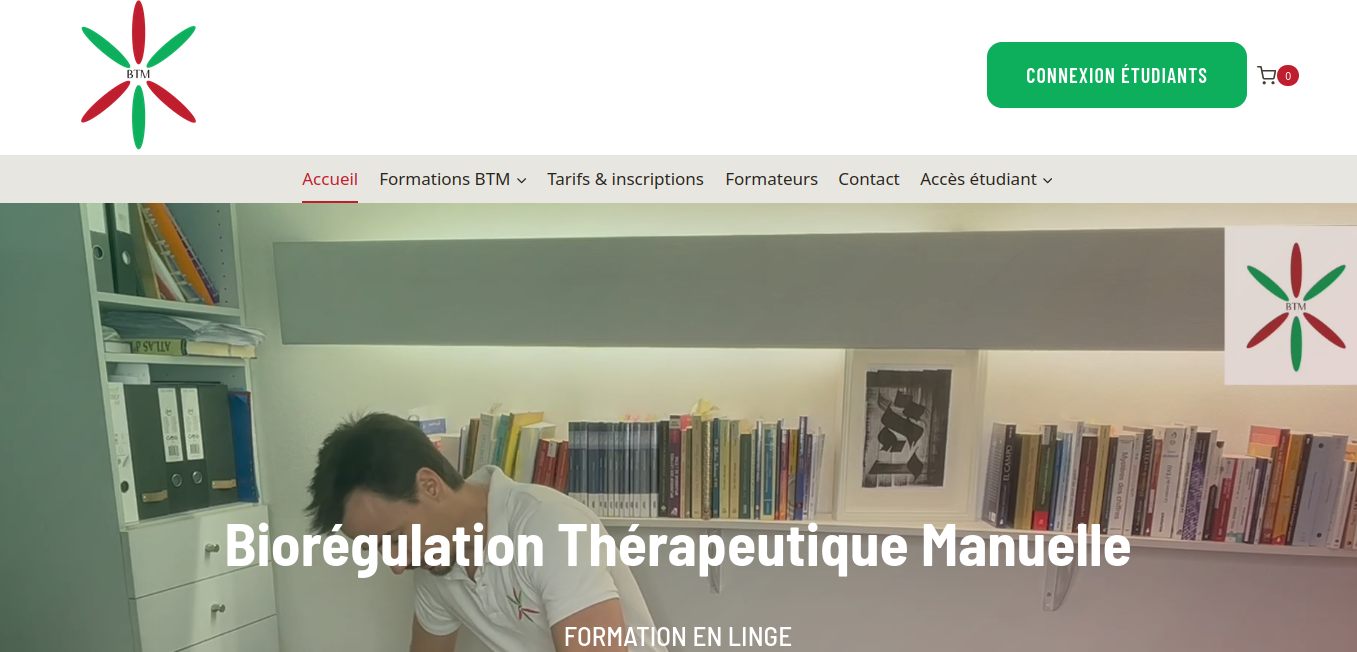 BTM
CONNEXION ÉTUDIANTS
0
Accueil
Formations BTM
Tarifs & inscriptions
Formateurs
Contact
Accès étudiant
BTM
ATLAS
Biorégulation Thérapeutique Manuelle
FORMATION EN LINGE